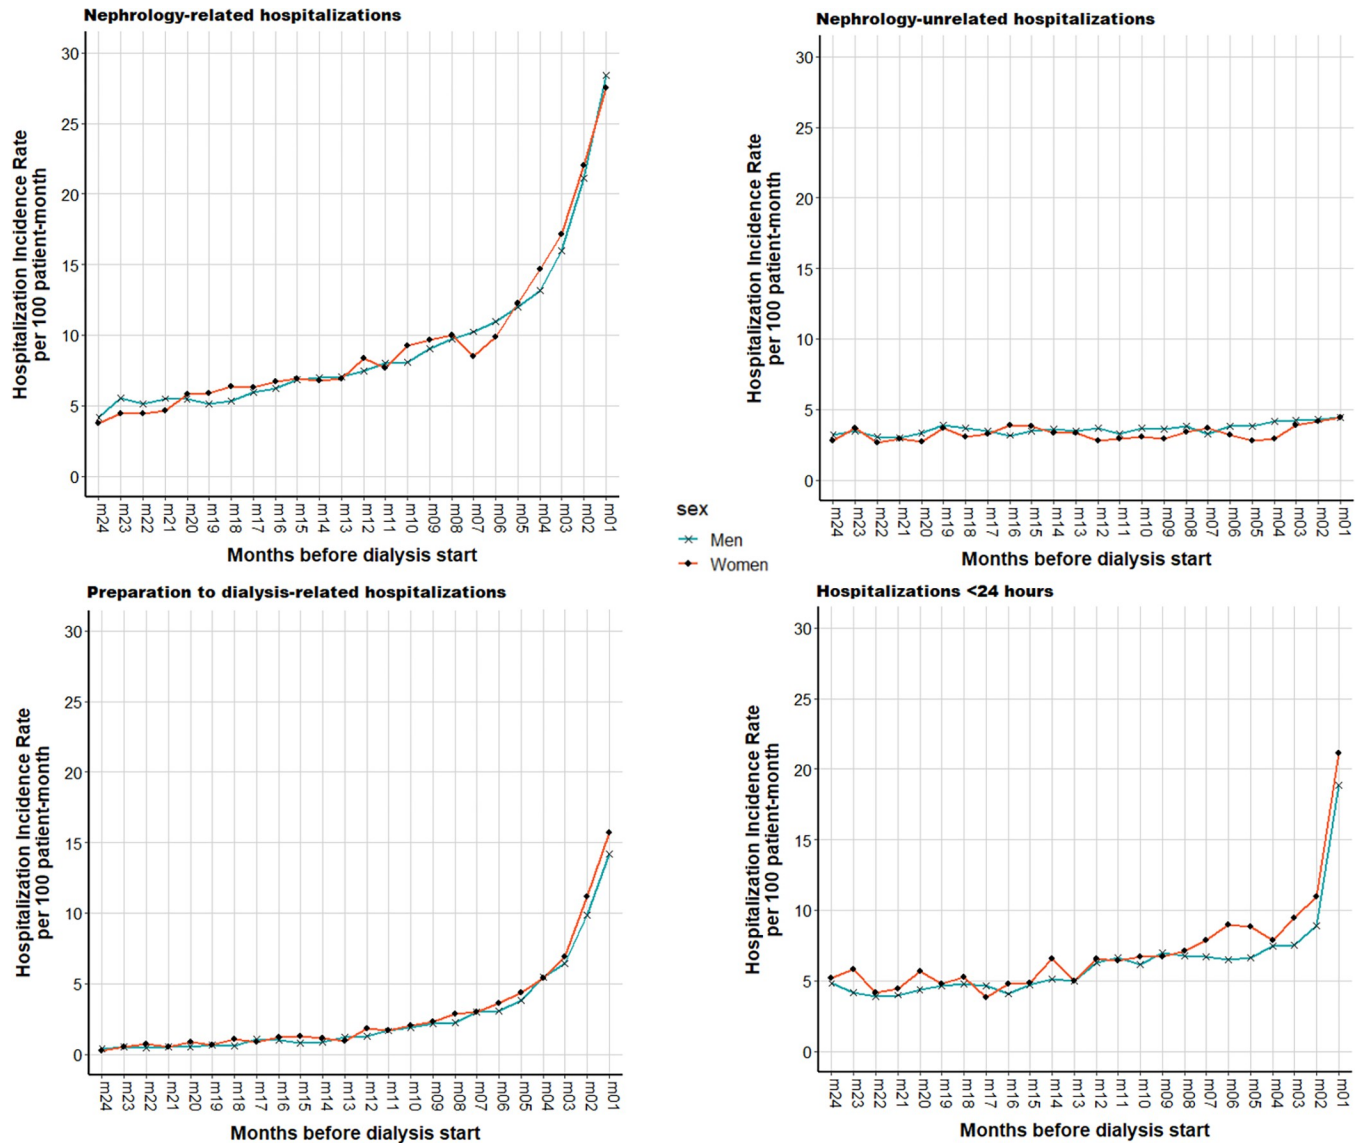 Nephrology-related hospitalizations
Hospitalization Incidence Rate
per 100 patient-month
30
25
20
15
10
5
0
m24 m23 m22 m21 m20 m19 m18 m17 m16 m15 m14 m13 m12 m11 m10 m09 m08 m07 m06 m05 m04 m03 m02 m01
Months before dialysis start
Nephrology-unrelated hospitalizations
Hospitalization Incidence Rate
per 100 patient-month
30
25
20
15
10
5
0
m24 m23 m22 m21 m20 m19 m18 m17 m16 m15 m14 m13 m12 m11 m10 m09 m08 m07 m06 m05 m04 m03 m02 m01
Months before dialysis start
sex
Men
Women
Preparation to dialysis-related hospitalizations
Hospitalization Incidence Rate
per 100 patient-month
30
25
20
15
10
5
0
m24 m23 m22 m21 m20 m19 m18 m17 m16 m15 m14 m13 m12 m11 m10 m09 m08 m07 m06 m05 m04 m03 m02 m01
Months before dialysis start
Hospitalizations <24 hours
Hospitalization Incidence Rate
per 100 patient-month
30
25
20
15
10
5
0
m24 m23 m22 m21 m20 m19 m18 m17 m16 m15 m14 m13 m12 m11 m10 m09 m08 m07 m06 m05 m04 m03 m02 m01
Months before dialysis start